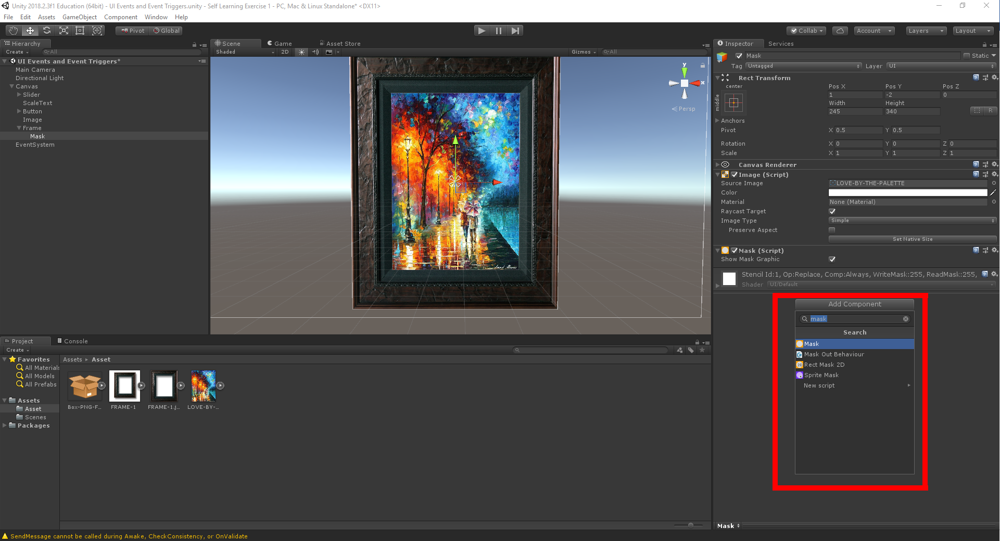 Unity 2018.2.3f1 Education (64bit) - UI Events and Event Triggers.unity - Self Learning Exercise 1 - PC, Mac & Linux Standalone* <DX11>
File Edit Assets GameObject Component Window Help
Pivot Global Collab Account Layers Layout
Hierarchy
Create All
UI Events and Event Triggers*
Main Camera
Directional Light
Canvas
Slider
ScaleText
Button
Image
Frame
Mask
EventSystem
Scene Game Asset Store
Shaded 2D Gizmos All
y
x
Persp
Inspector Services
Mask Static
Tag Untagged Layer UI
Rect Transform
center
middle
Pos X Pos Y Pos Z
1 -2 0
Width Height
245 340
R
Anchors
Pivot X 0.5 Y 0.5
Rotation X 0 Y 0 Z 0
Scale X 1 Y 1 Z 1
Canvas Renderer
Image (Script)
Source Image LOVE-BY-THE-PALETTE
Color
Material None (Material)
Raycast Target
Image Type Simple
Preserve Aspect
Set Native Size
Mask (Script)
Show Mask Graphic
Stencil Id:1, Op:Replace, Comp:Always, WriteMask:255, ReadMask:255,
Shader UI/Default
Add Component
mask
Search
Mask
Mask Out Behaviour
2D Rect Mask 2D
Sprite Mask
New script
Mask
Project Console
Create
Favorites
All Materials
All Models
All Prefabs
Assets
Asset
Scenes
Packages
Assets ▸ Asset
Box-PNG-F... FRAME-1 FRAME-1.j... LOVE-BY-...
SendMessage cannot be called during Awake, CheckConsistency, or OnValidate